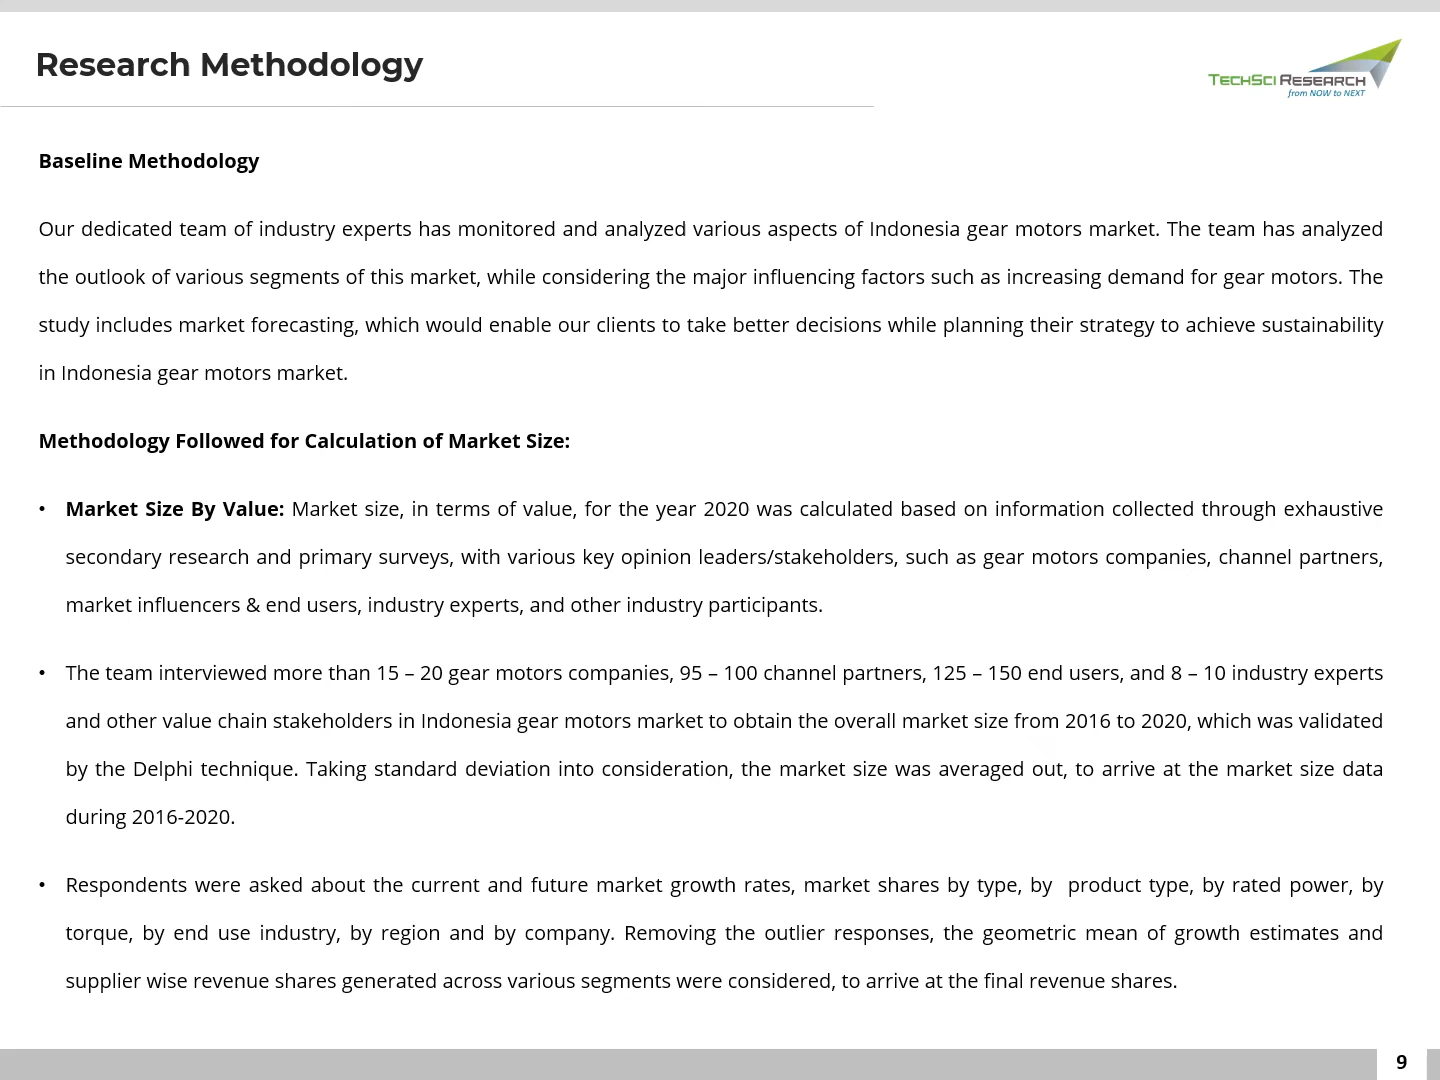 Research Methodology
TECHSCI RESEARCH
from NOW to NEXT
Baseline Methodology
Our dedicated team of industry experts has monitored and analyzed various aspects of Indonesia gear motors market. The team has analyzed
the outlook of various segments of this market, while considering the major influencing factors such as increasing demand for gear motors. The
study includes market forecasting, which would enable our clients to take better decisions while planning their strategy to achieve sustainability
in Indonesia gear motors market.
Methodology Followed for Calculation of Market Size:
• Market Size By Value: Market size, in terms of value, for the year 2020 was calculated based on information collected through exhaustive
secondary research and primary surveys, with various key opinion leaders/stakeholders, such as gear motors companies, channel partners,
market influencers & end users, industry experts, and other industry participants.
• The team interviewed more than 15 – 20 gear motors companies, 95 – 100 channel partners, 125 – 150 end users, and 8 – 10 industry experts
and other value chain stakeholders in Indonesia gear motors market to obtain the overall market size from 2016 to 2020, which was validated
by the Delphi technique. Taking standard deviation into consideration, the market size was averaged out, to arrive at the market size data
during 2016-2020.
• Respondents were asked about the current and future market growth rates, market shares by type, by  product type, by rated power, by
torque, by end use industry, by region and by company. Removing the outlier responses, the geometric mean of growth estimates and
supplier wise revenue shares generated across various segments were considered, to arrive at the final revenue shares.
9